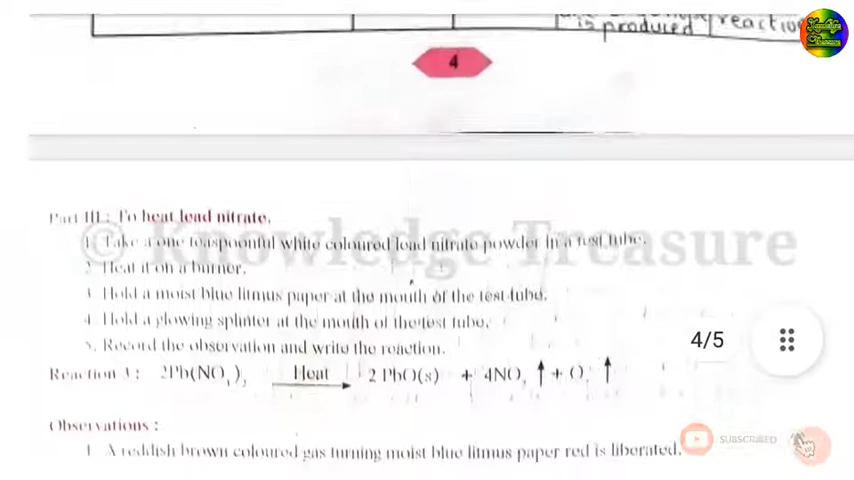 is produced reaction
Knowledge
Treasure
4
Part III : To heat lead nitrate.
© Knowledge Treasure
1. Take a one teaspoonful white coloured lead nitrate powder in a test tube.
2. Heat it on a burner.
3. Hold a moist blue litmus paper at the mouth of the test tube.
4. Hold a glowing splinter at the mouth of the test tube.
5. Record the observation and write the reaction.
4/5
Reaction 3 : 2Pb(NO₃)₂ Heat 2 PbO(s) + 4NO₂ ↑ + O₂ ↑
Observations :
1. A reddish brown coloured gas turning moist blue litmus paper red is liberated.
SUBSCRIBED